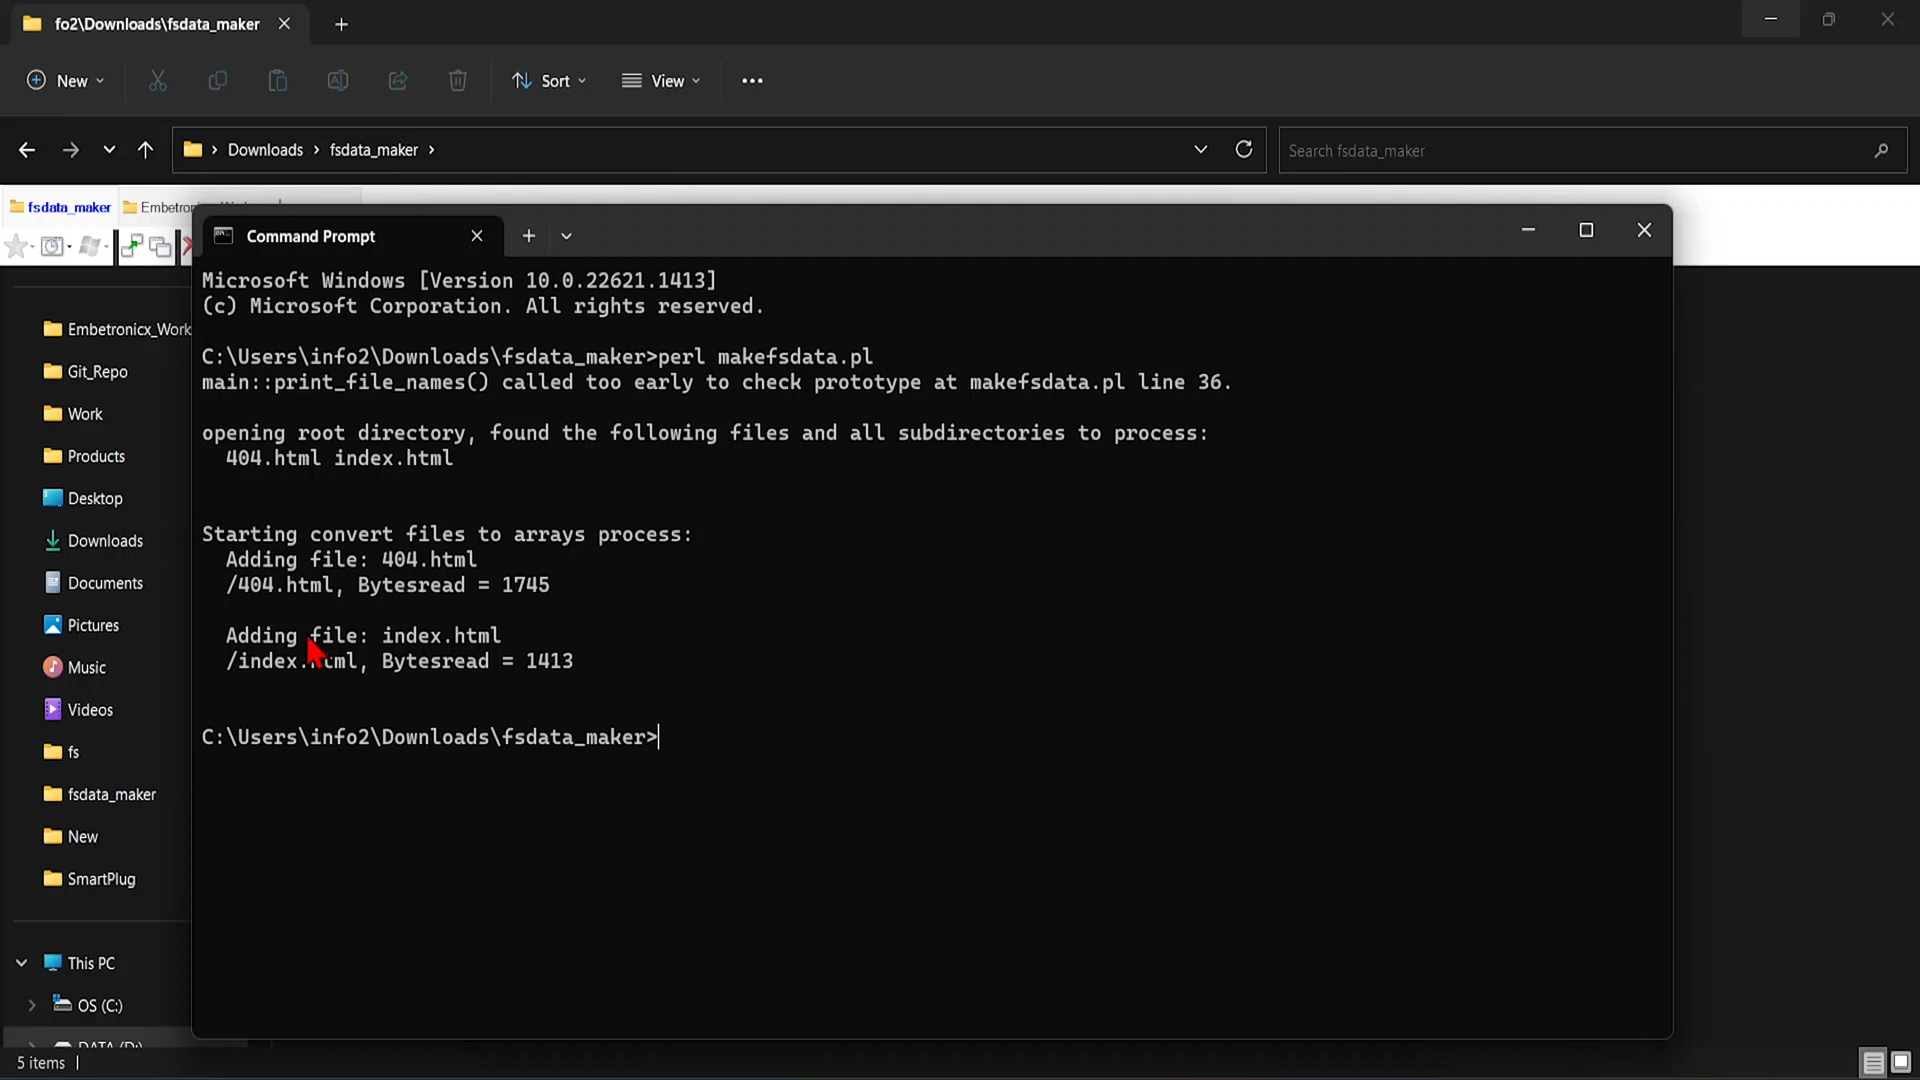 fo2\Downloads\fsdata_maker
New
Sort
View
Downloads
fsdata_maker
Search fsdata_maker
fsdata_maker
Command Prompt
Microsoft Windows [Version 10.0.22621.1413]
(c) Microsoft Corporation. All rights reserved.
C:\Users\info2\Downloads\fsdata_maker>perl makefsdata.pl
main::print_file_names() called too early to check prototype at makefsdata.pl line 36.
opening root directory, found the following files and all subdirectories to process:
404.html index.html
Starting convert files to arrays process:
Adding file: 404.html
/404.html, Bytesread = 1745
Adding file: index.html
/index.html, Bytesread = 1413
C:\Users\info2\Downloads\fsdata_maker>
Embetronicx_Work
Git_Repo
Work
Products
Desktop
Downloads
Documents
Pictures
Music
Videos
fs
fsdata_maker
New
SmartPlug
This PC
OS (C:)
DATA (D:)
5 items